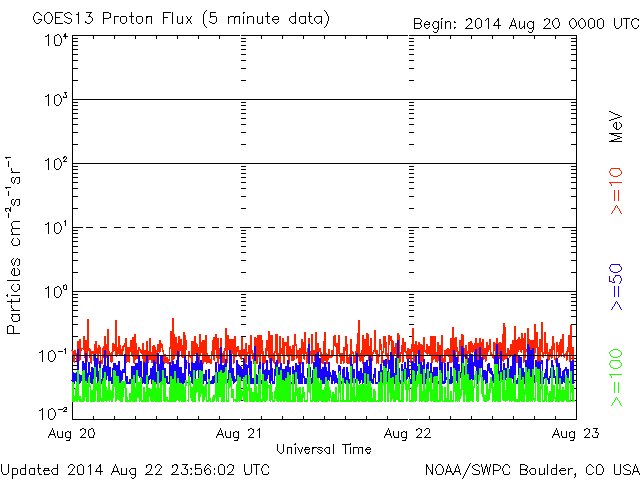 GOES13 Proton Flux (5 minute data)
Begin: 2014 Aug 20 0000 UTC
Particles cm⁻²s⁻¹sr⁻¹
10⁴
10³
10²
10¹
10⁰
10⁻¹
10⁻²
MeV
>=10
>=50
>=100
Aug 20
Aug 21
Aug 22
Aug 23
Universal Time
Updated 2014 Aug 22 23:56:02 UTC
NOAA/SWPC Boulder, CO USA